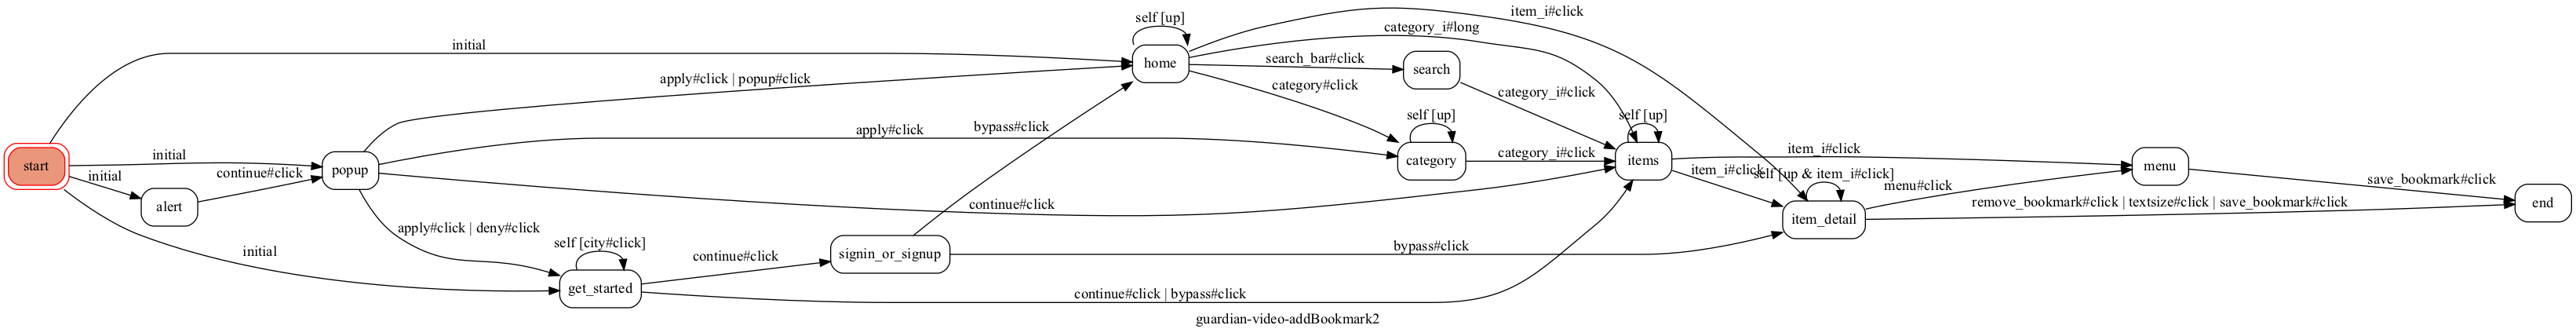 item_i#click
self [up]
category_i#long
initial
home
search_bar#click
search
apply#click | popup#click
category#click
category_i#click
self [up]
self [up]
bypass#click
apply#click
start
initial
popup
category
category_i#click
items
item_i#click
menu
initial
continue#click
item_i#click
self [up & item_i#click]
menu#click
save_bookmark#click
alert
continue#click
item_detail
remove_bookmark#click | textsize#click | save_bookmark#click
end
apply#click | deny#click
initial
self [city#click]
continue#click
signin_or_signup
bypass#click
get_started
continue#click | bypass#click
guardian-video-addBookmark2